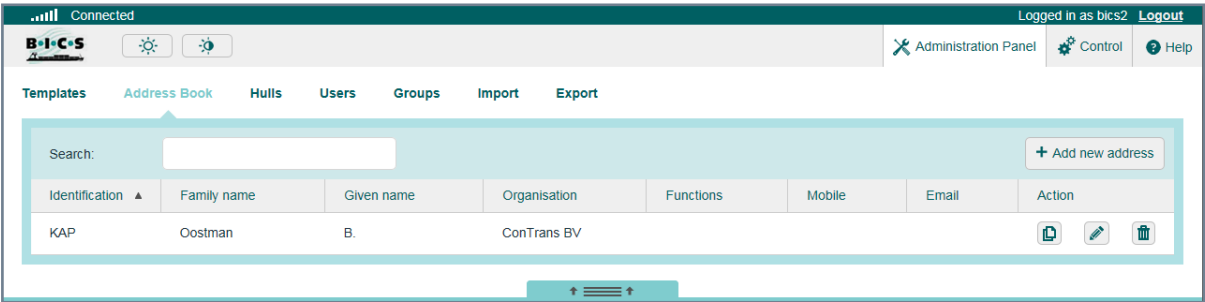 Connected Logged in as bics2 Logout
B•I•C•S Administration Panel Control Help
Templates Address Book Hulls Users Groups Import Export
Search: + Add new address
Identification ▲ Family name Given name Organisation Functions Mobile Email Action
KAP Oostman B. ConTrans BV